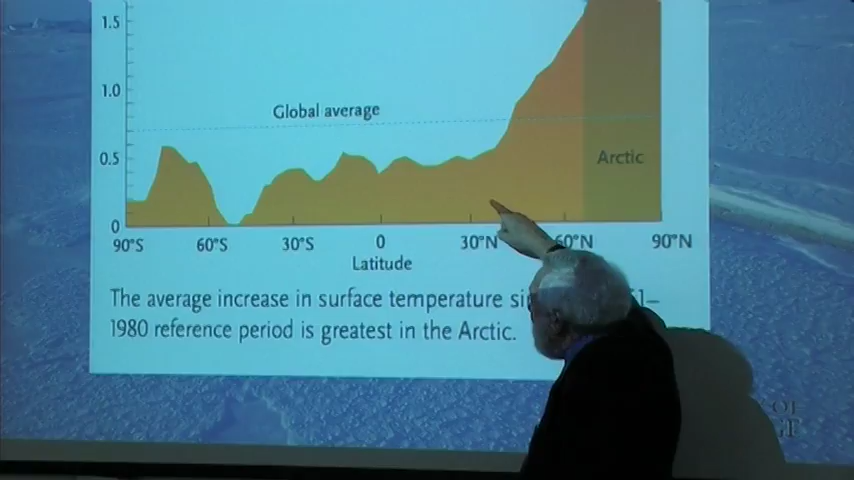 1.5
1.0
Global average
0.5
Arctic
0
90°S 60°S 30°S 0 30°N 60°N 90°N
Latitude
The average increase in surface temperature 1–
1980 reference period is greatest in the Arctic.